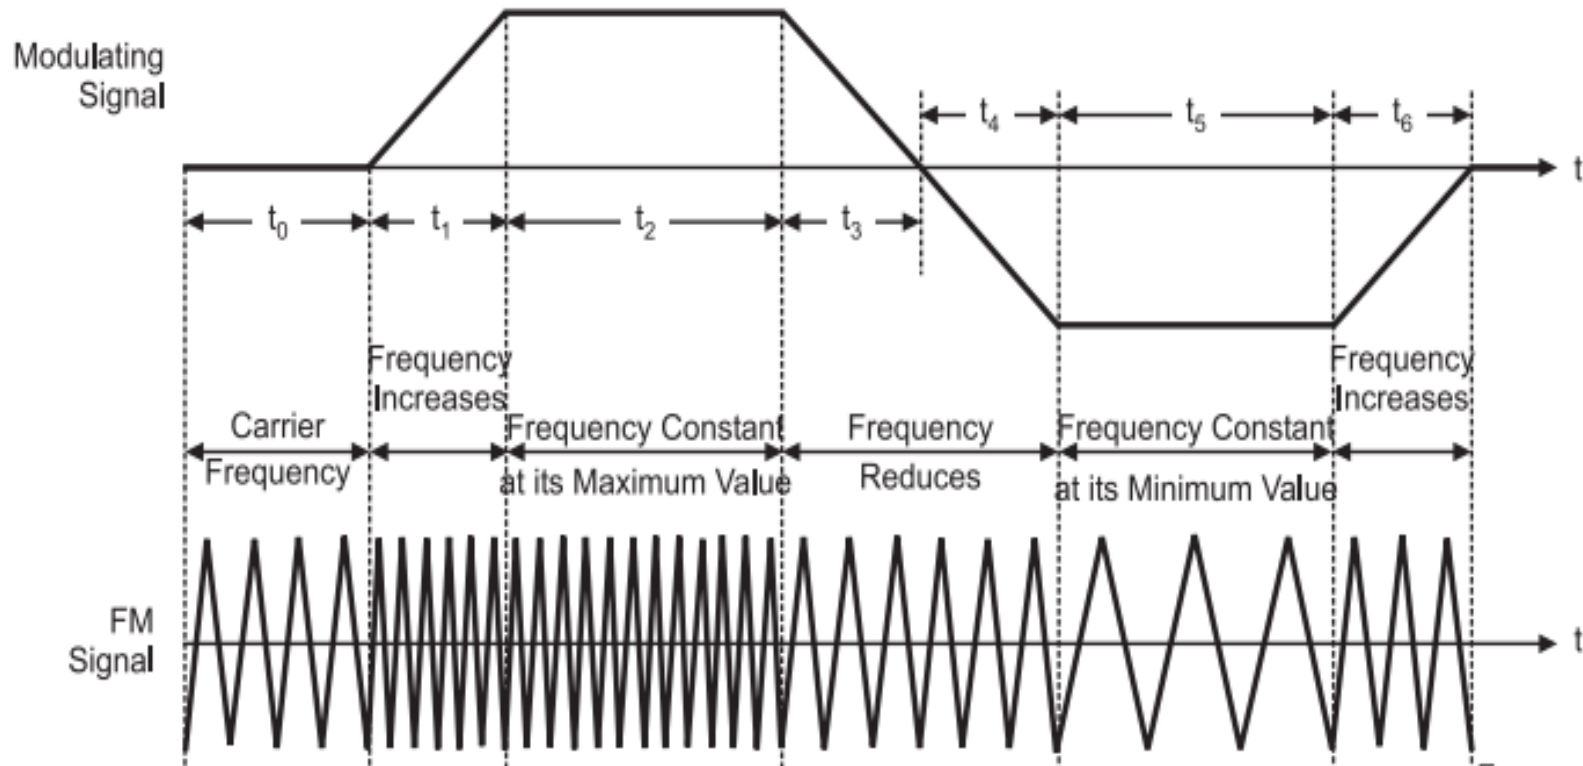 Modulating
Signal
t4
t5
t6
t
t0
t1
t2
t3
Frequency
Increases
Frequency
Increases
Carrier
Frequency
Frequency Constant
at its Maximum Value
Frequency
Reduces
Frequency Constant
at its Minimum Value
FM
Signal
t